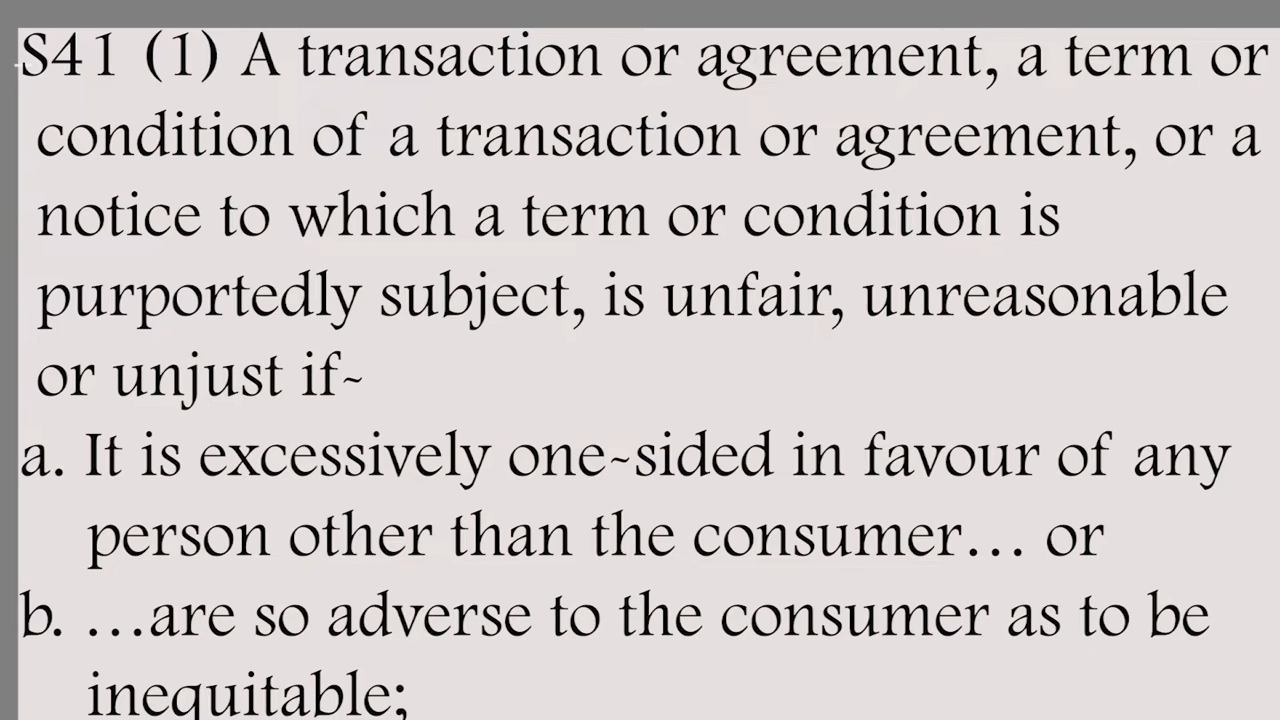 S41 (1) A transaction or agreement, a term or
condition of a transaction or agreement, or a
notice to which a term or condition is
purportedly subject, is unfair, unreasonable
or unjust if~
a. It is excessively one~sided in favour of any
person other than the consumer… or
b. …are so adverse to the consumer as to be
inequitable;